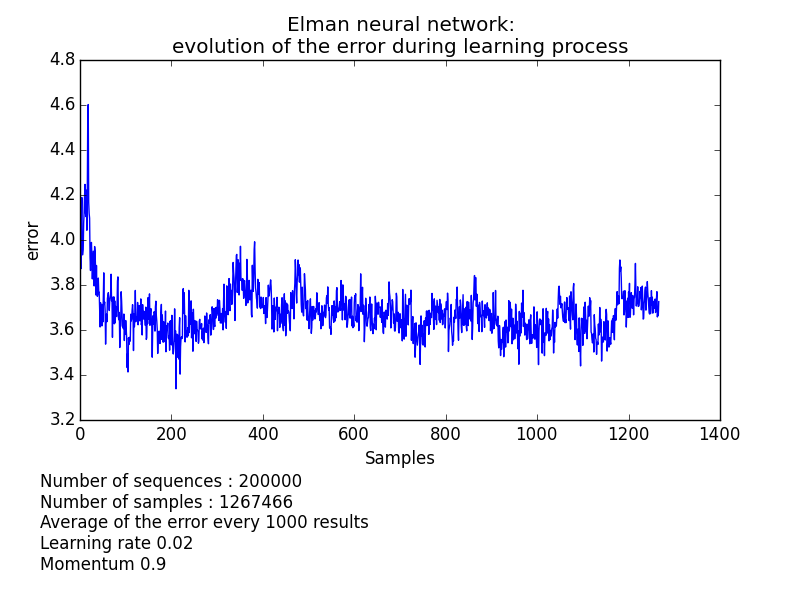 Elman neural network:
evolution of the error during learning process
4.8
4.6
4.4
4.2
4.0
3.8
3.6
3.4
3.2
error
0 200 400 600 800 1000 1200 1400
Samples
Number of sequences : 200000
Number of samples : 1267466
Average of the error every 1000 results
Learning rate 0.02
Momentum 0.9